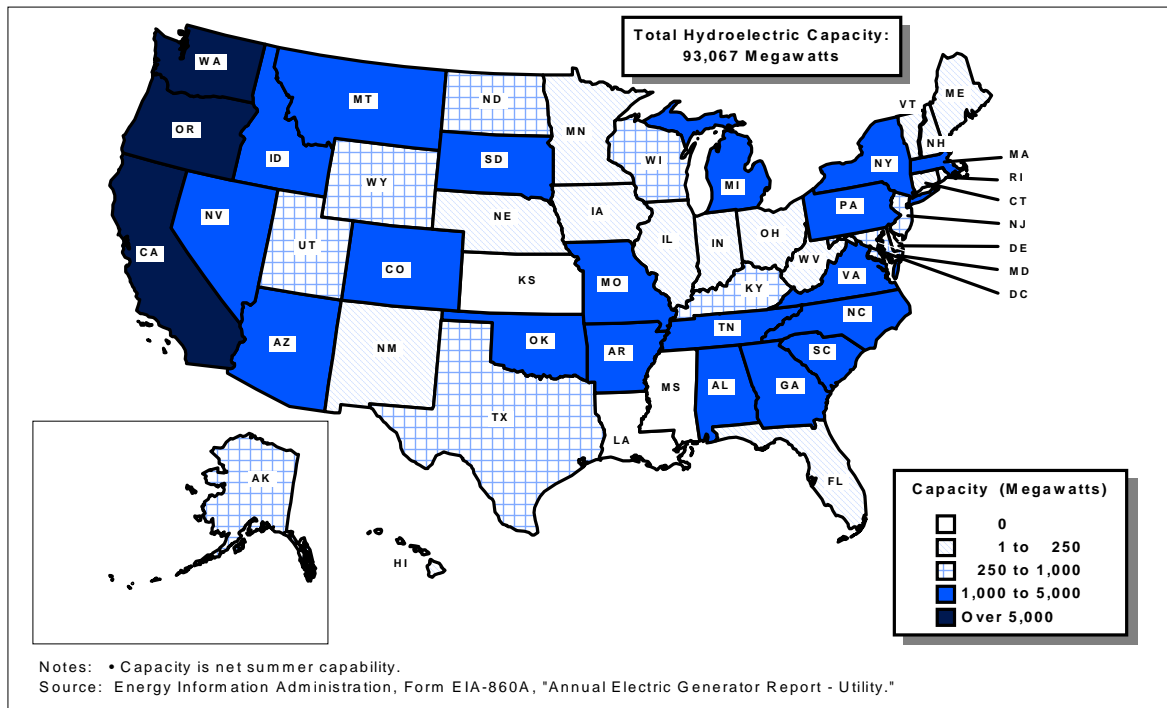 Total Hydroelectric Capacity:
93,067 Megawatts
WA
MT
ND
MN
VT
ME
OR
ID
SD
WI
NH
NY
MA
RI
WY
MI
CT
NV
NE
IA
PA
NJ
UT
IL
IN
OH
DE
CA
CO
KS
MO
WV
KY
VA
MD
DC
AZ
NM
OK
AR
TN
NC
SC
MS
AL
GA
TX
LA
FL
AK
HI
Capacity (Megawatts)
0
1 to 250
250 to 1,000
1,000 to 5,000
Over 5,000
Notes: • Capacity is net summer capability.
Source: Energy Information Administration, Form EIA-860A, "Annual Electric Generator Report - Utility."